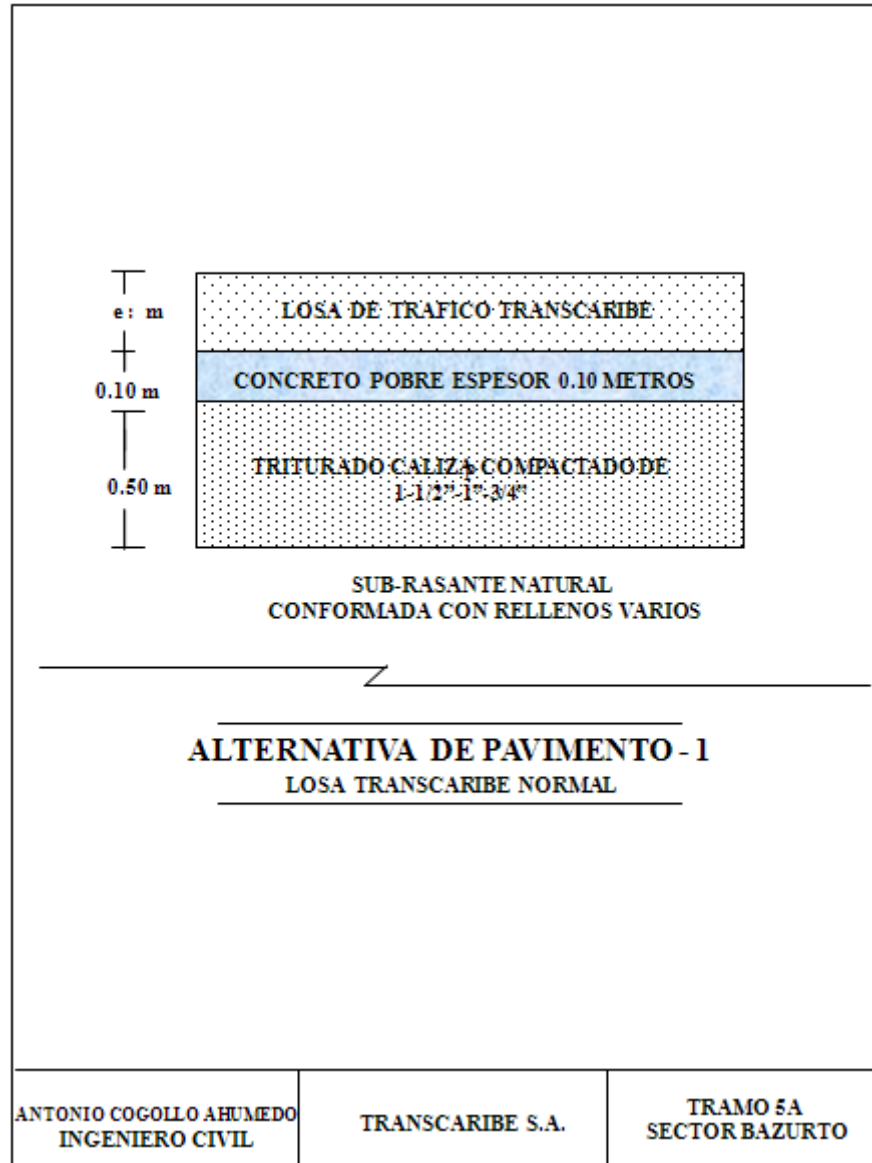 e: m
LOSA DE TRAFICO TRANSCARIBE
0.10 m
CONCRETO POBRE ESPESOR 0.10 METROS
0.50 m
TRITURADO CALIZA COMPACTADO DE
1-1/2”-1”-3/4”
SUB-RASANTE NATURAL
CONFORMADA CON RELLENOS VARIOS
ALTERNATIVA DE PAVIMENTO - 1
LOSA TRANSCARIBE NORMAL
ANTONIO COGOLLO AHUMEDO
INGENIERO CIVIL
TRANSCARIBE S.A.
TRAMO 5A
SECTOR BAZURTO